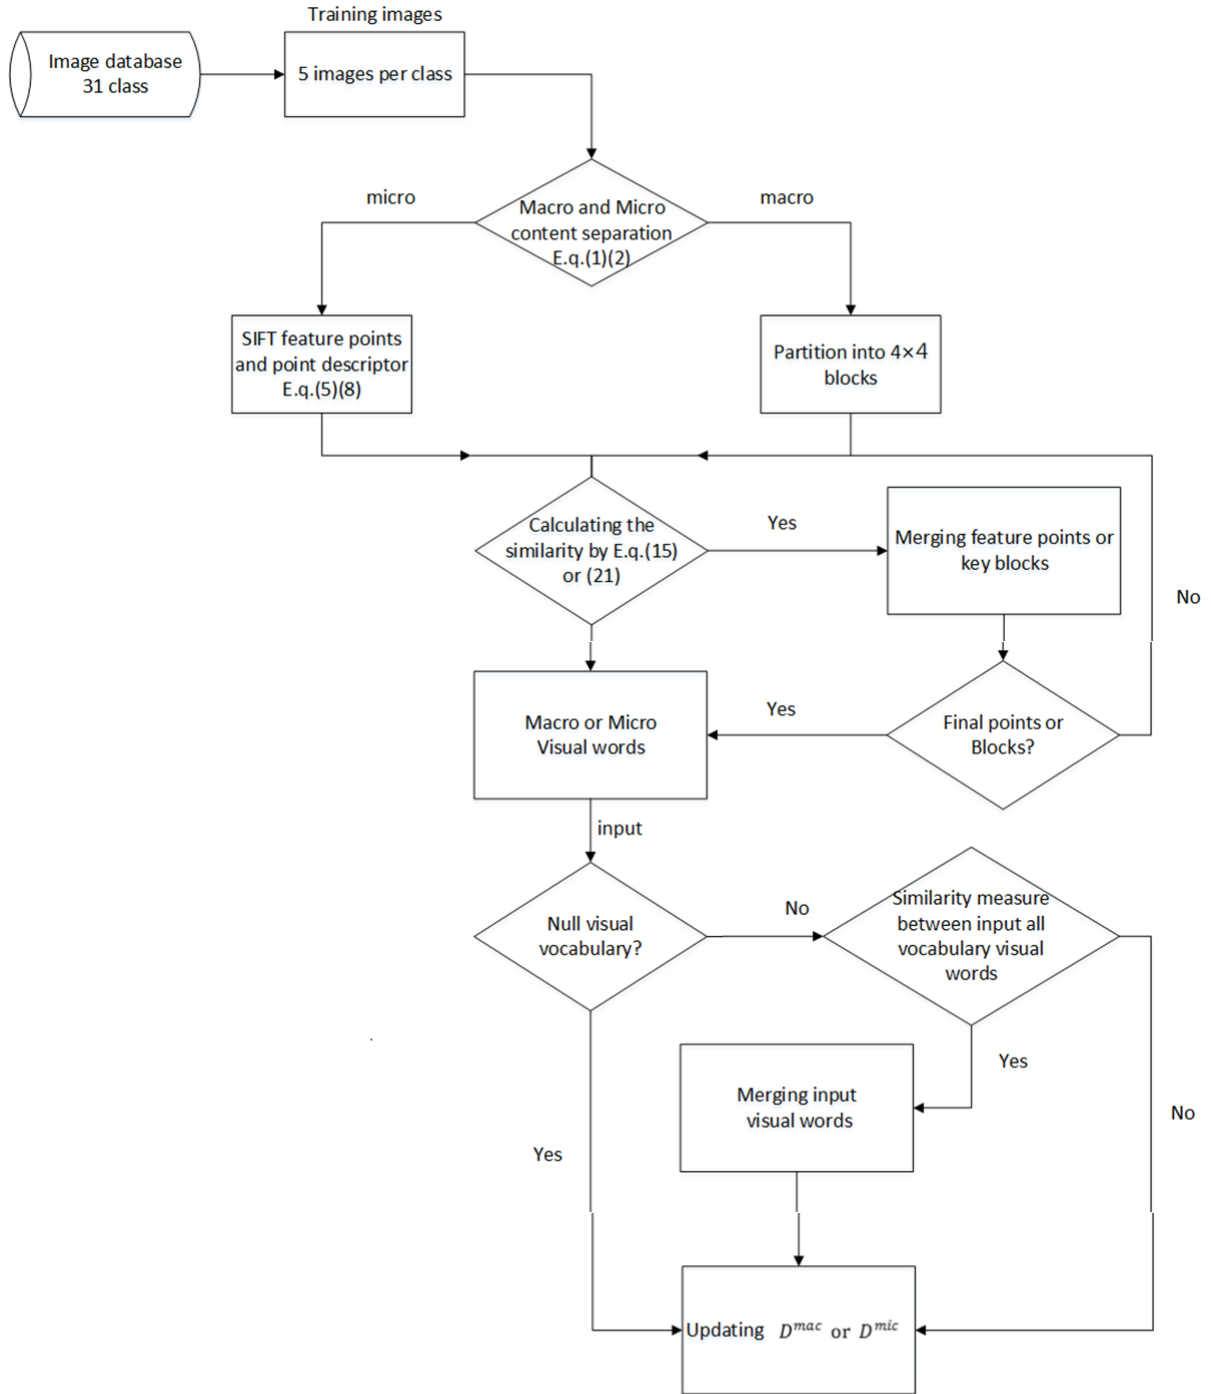 Training images
Image database
31 class
5 images per class
micro
macro
Macro and Micro
content separation
E.q.(1)(2)
SIFT feature points
and point descriptor
E.q.(5)(8)
Partition into 4×4
blocks
Calculating the
similarity by E.q.(15)
or (21)
Yes
Merging feature points or
key blocks
No
Macro or Micro
Visual words
Yes
Final points or
Blocks?
input
Null visual
vocabulary?
No
Similarity measure
between input all
vocabulary visual
words
Yes
Merging input
visual words
No
Yes
Updating D^mac or D^mic